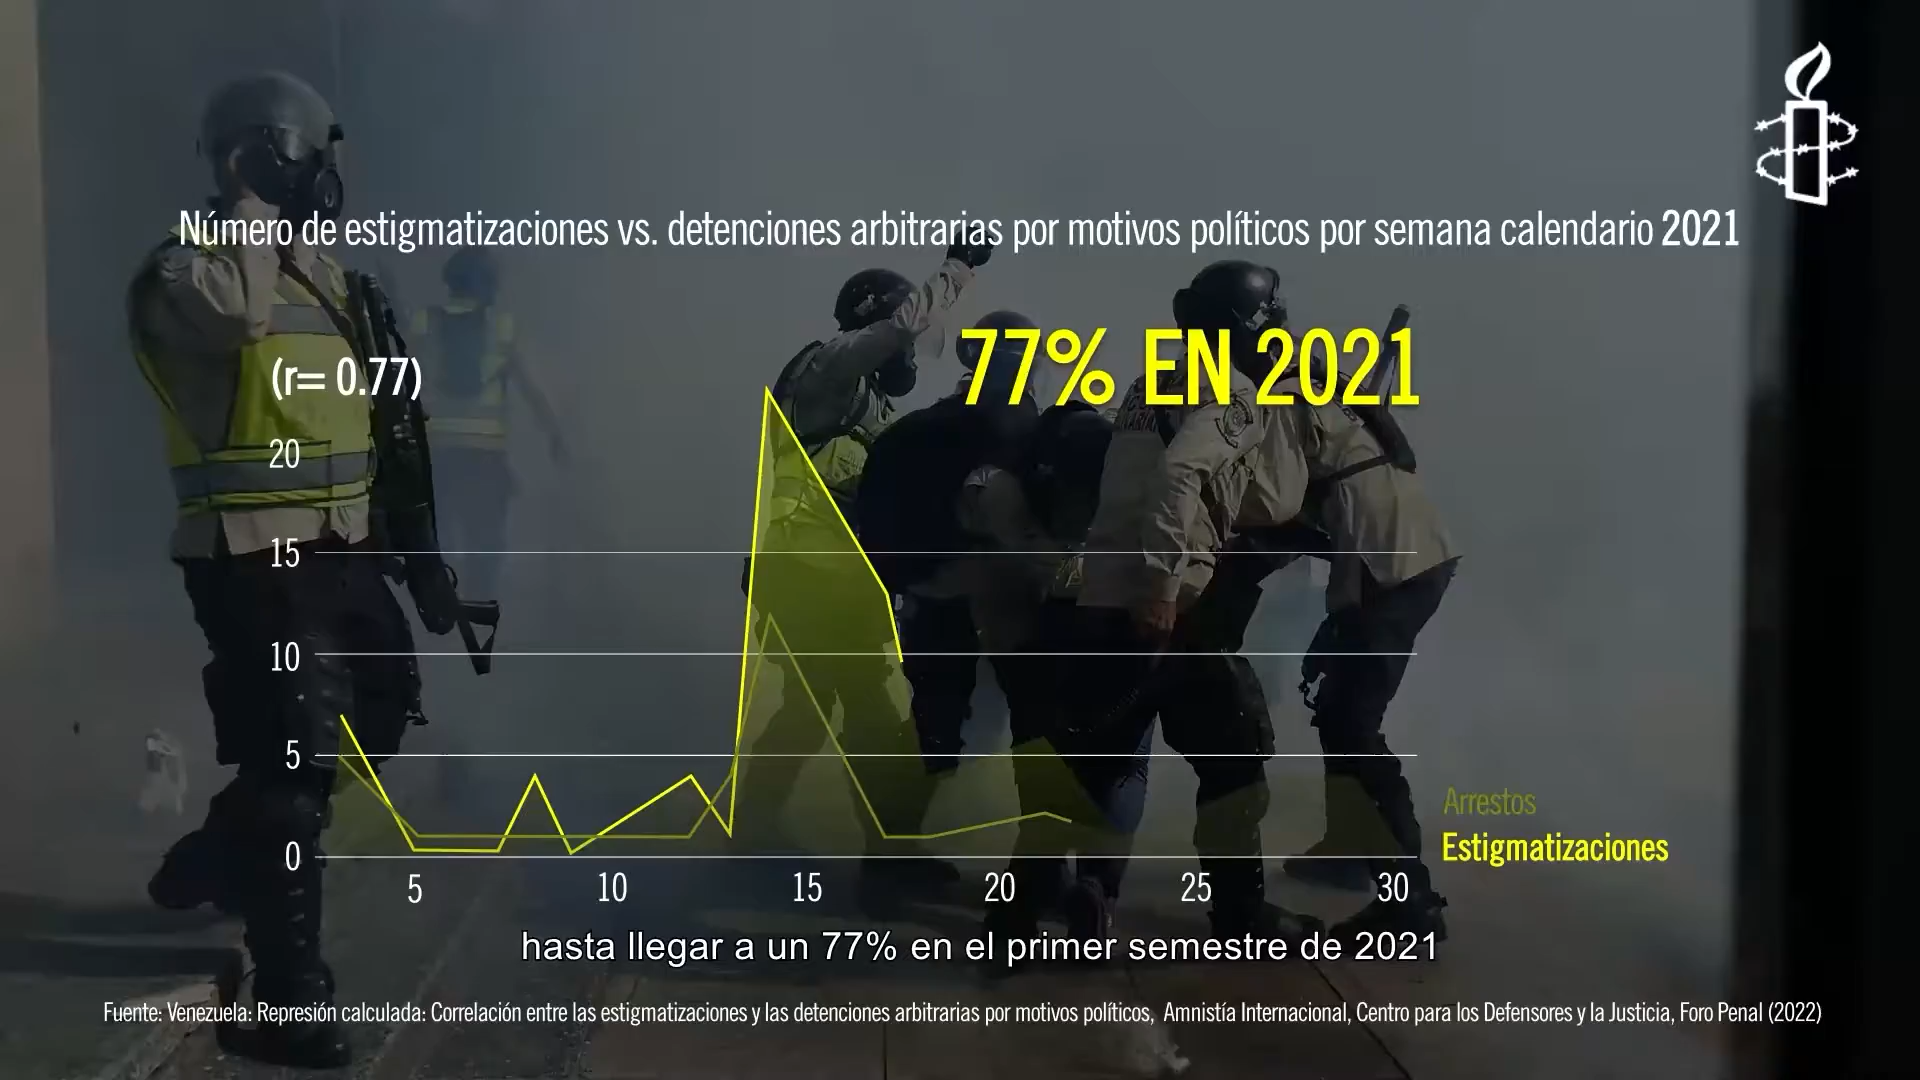 Número de estigmatizaciones vs. detenciones arbitrarias por motivos políticos por semana calendario 2021
77% EN 2021
(r= 0.77)
20
15
10
5
0
5 10 15 20 25 30
Arrestos
Estigmatizaciones
hasta llegar a un 77% en el primer semestre de 2021
Fuente: Venezuela: Represión calculada: Correlación entre las estigmatizaciones y las detenciones arbitrarias por motivos políticos, Amnistía Internacional, Centro para los Defensores y la Justicia, Foro Penal (2022)